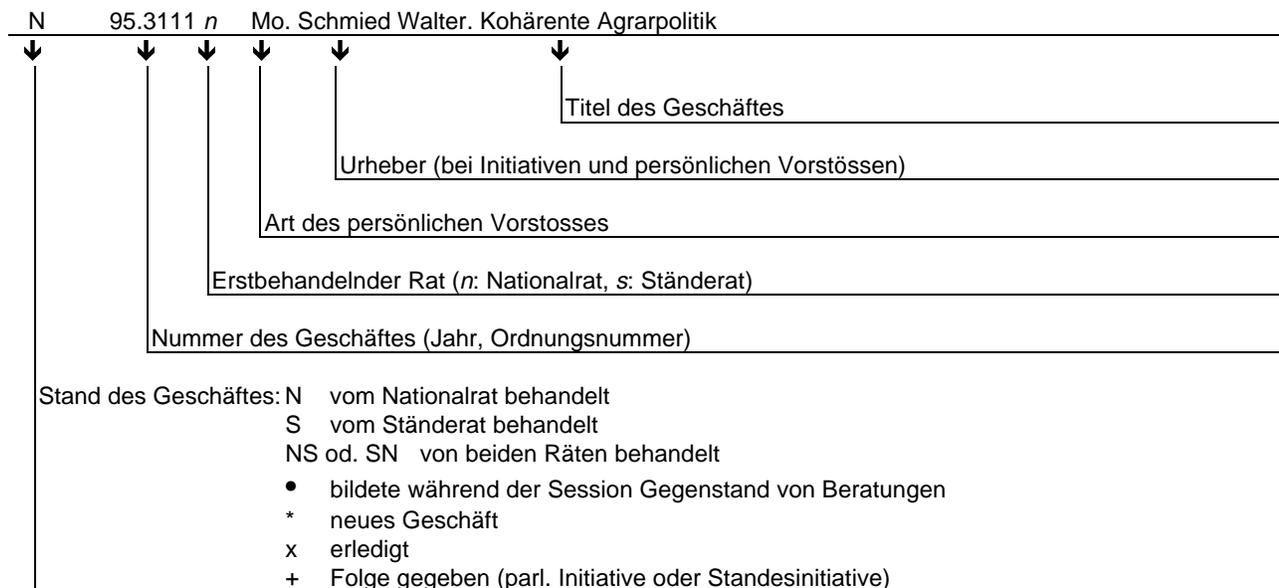 N 95.3111 n Mo. Schmied Walter. Kohärente Agrarpolitik
Titel des Geschäftes
Urheber (bei Initiativen und persönlichen Vorstössen)
Art des persönlichen Vorstosses
Erstbehandelnder Rat (n: Nationalrat, s: Ständerat)
Nummer des Geschäftes (Jahr, Ordnungsnummer)
Stand des Geschäftes: N vom Nationalrat behandelt
S vom Ständerat behandelt
NS od. SN von beiden Räten behandelt
• bildete während der Session Gegenstand von Beratungen
* neues Geschäft
x erledigt
+ Folge gegeben (parl. Initiative oder Standesinitiative)